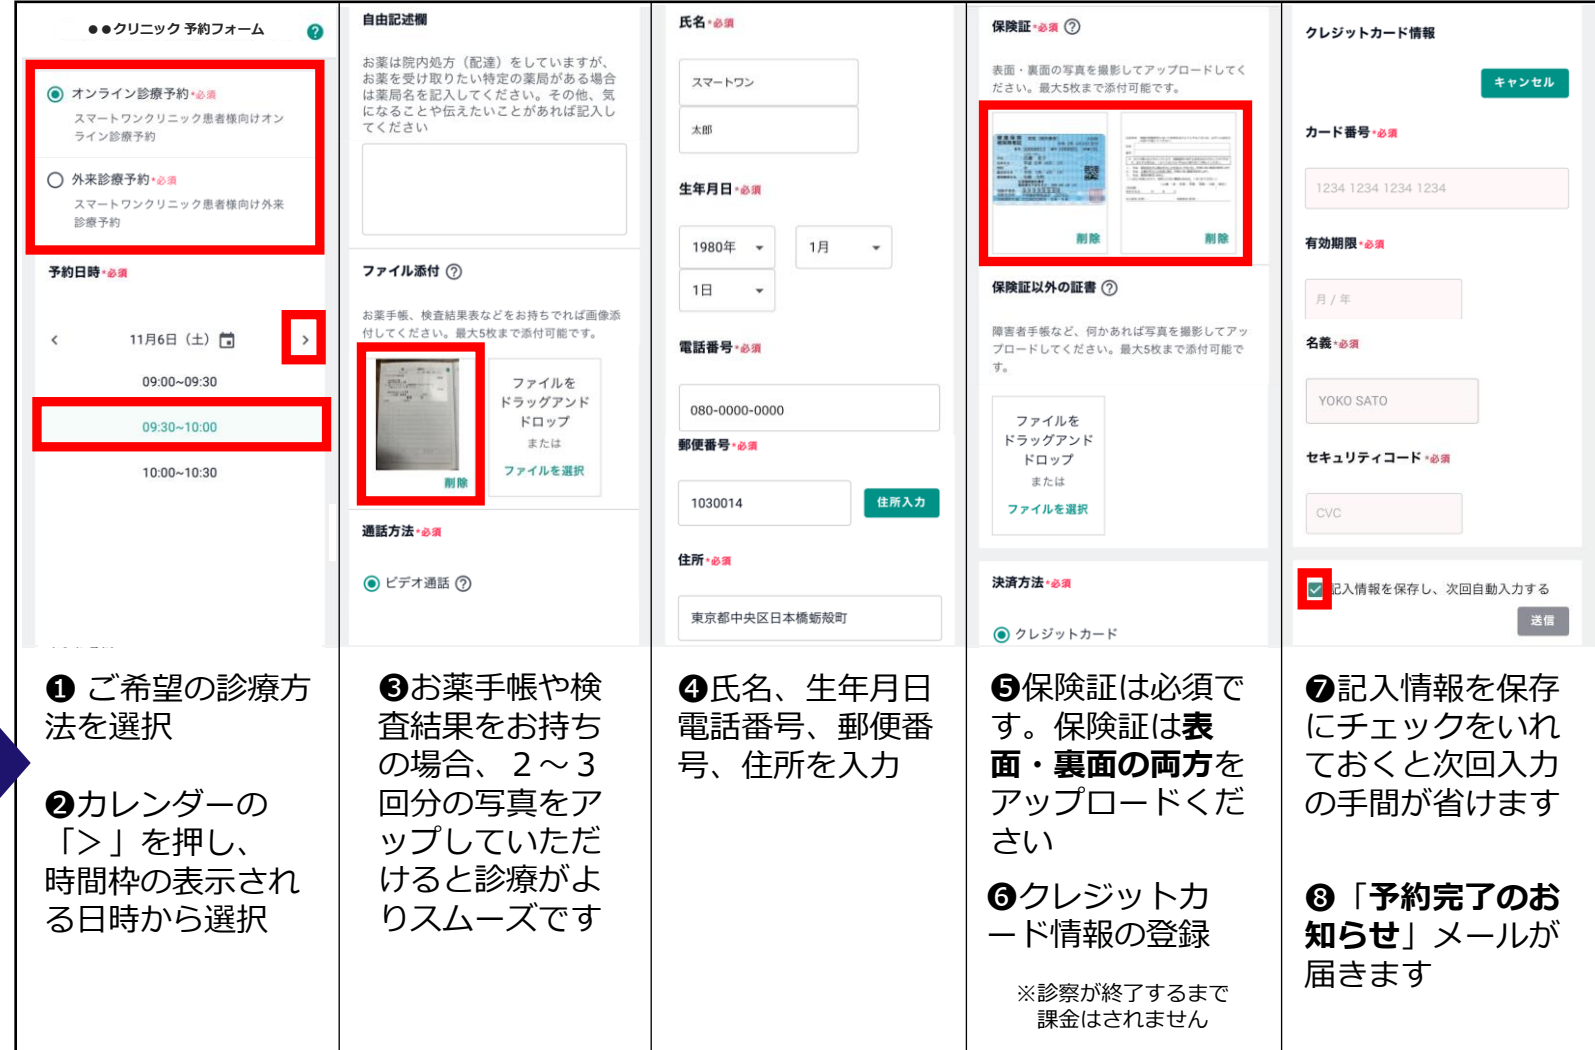 ●●クリニック 予約フォーム
?
オンライン診療予約*必須
スマートワンクリニック患者様向けオン
ライン診療予約
外来診療予約*必須
スマートワンクリニック患者様向け外来
診療予約
予約日時*必須
< 11月6日（土） >
09:00~09:30
09:30~10:00
10:00~10:30
❶ ご希望の診療方
法を選択
❷カレンダーの
「＞」を押し、
時間枠の表示され
る日時から選択
自由記述欄
お薬は院内処方（配達）をしていますが、
お薬を受け取りたい特定の薬局がある場合
は薬局名を記入してください。その他、気
になることや伝えたいことがあれば記入し
てください
ファイル添付 ?
お薬手帳、検査結果表などをお持ちでれば画像添
付してください。最大5枚まで添付可能です。
削除
ファイルを
ドラッグアンド
ドロップ
または
ファイルを選択
通話方法*必須
ビデオ通話 ?
❸お薬手帳や検
査結果をお持ち
の場合、２～３
回分の写真をア
ップしていただ
けると診療がよ
りスムーズです
氏名*必須
スマートワン
太郎
生年月日*必須
1980年 1月
1日
電話番号*必須
080-0000-0000
郵便番号*必須
1030014 住所入力
住所*必須
東京都中央区日本橋蛎殻町
❹氏名、生年月日
電話番号、郵便番
号、住所を入力
保険証*必須 ?
表面・裏面の写真を撮影してアップロードしてく
ださい。最大5枚まで添付可能です。
削除 削除
保険証以外の証書 ?
障害者手帳など、何かあれば写真を撮影してアッ
プロードしてください。最大5枚まで添付可能で
す。
ファイルを
ドラッグアンド
ドロップ
または
ファイルを選択
決済方法*必須
クレジットカード
❺保険証は必須で
す。保険証は表
面・裏面の両方を
アップロードくだ
さい
❻クレジットカ
ード情報の登録
※診察が終了するまで
課金はされません
クレジットカード情報
キャンセル
カード番号*必須
1234 1234 1234 1234
有効期限*必須
月 / 年
名義*必須
YOKO SATO
セキュリティコード *必須
CVC
記入情報を保存し、次回自動入力する
送信
❼記入情報を保存
にチェックをいれ
ておくと次回入力
の手間が省けます
❽「予約完了のお
知らせ」メールが
届きます